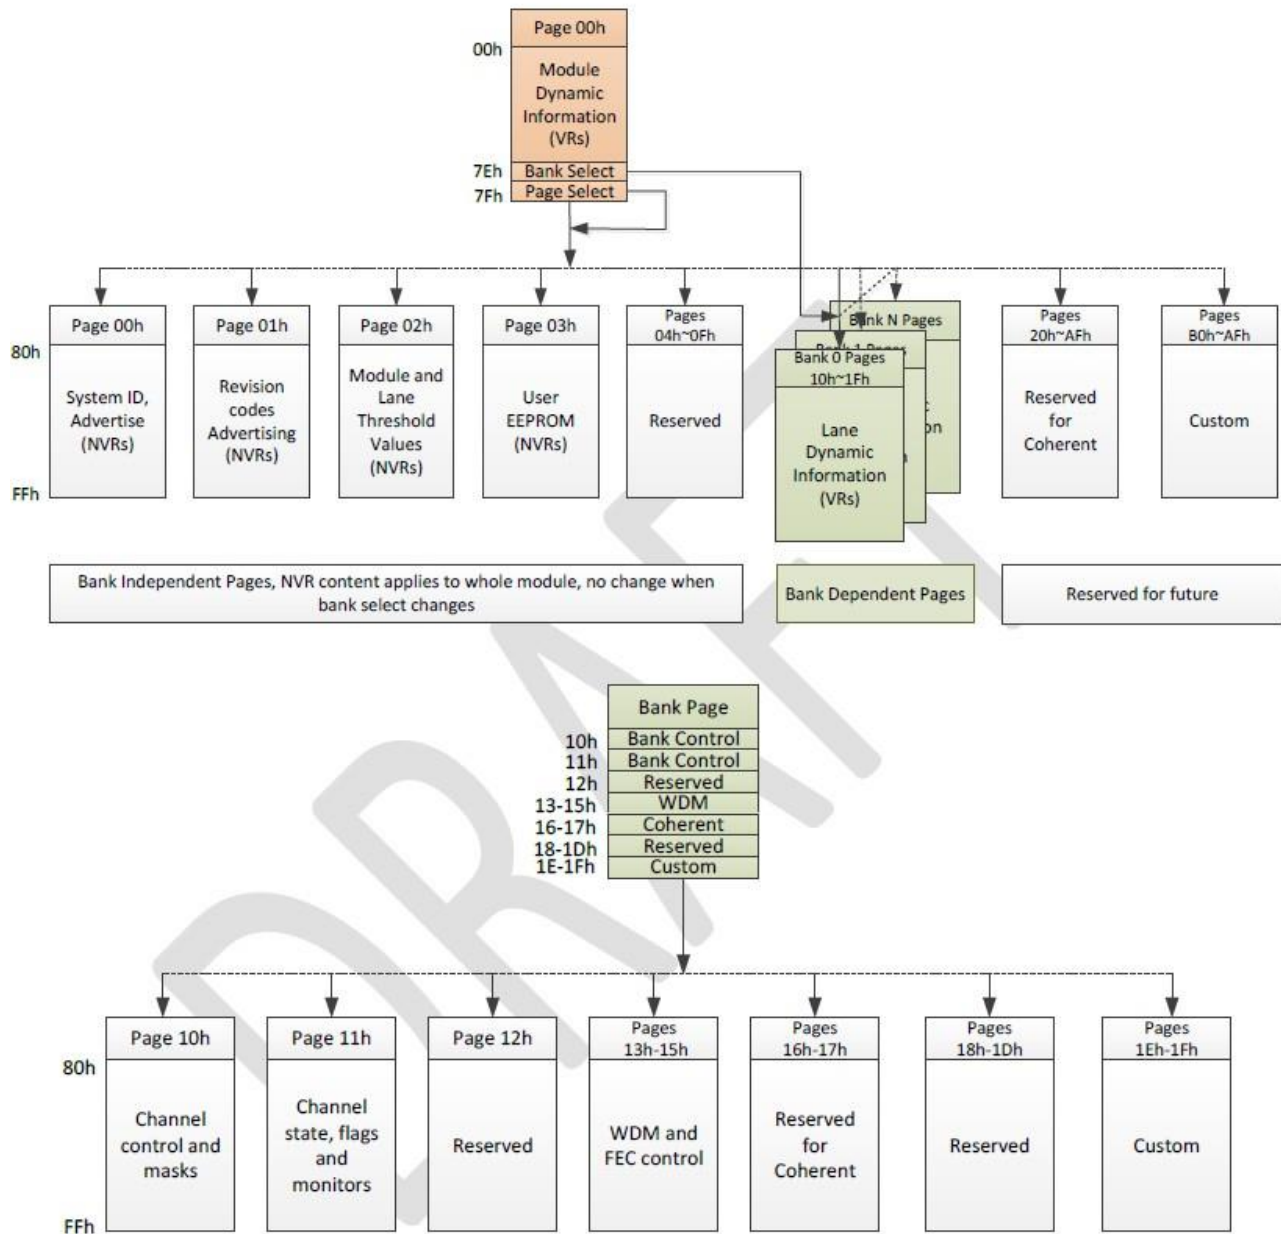 Page 00h
00h
Module
Dynamic
Information
(VRs)
7Eh
Bank Select
7Fh
Page Select
Page 00h
Page 01h
Page 02h
Page 03h
Pages
04h~0Fh
Bank N Pages
Bank 1 Pages
Bank 0 Pages
10h~1Fh
Pages
20h~AFh
Pages
B0h~AFh
80h
System ID,
Advertise
(NVRs)
Revision
codes
Advertising
(NVRs)
Module and
Lane
Threshold
Values
(NVRs)
User
EEPROM
(NVRs)
Reserved
Lane
Dynamic
Information
(VRs)
Reserved
for
Coherent
Custom
FFh
Bank Independent Pages, NVR content applies to whole module, no change when
bank select changes
Bank Dependent Pages
Reserved for future
DRAFT
Bank Page
10h
Bank Control
11h
Bank Control
12h
Reserved
13-15h
WDM
16-17h
Coherent
18-1Dh
Reserved
1E-1Fh
Custom
Page 10h
Page 11h
Page 12h
Pages
13h-15h
Pages
16h-17h
Pages
18h-1Dh
Pages
1Eh-1Fh
80h
Channel
control and
masks
Channel
state, flags
and
monitors
Reserved
WDM and
FEC control
Reserved
for
Coherent
Reserved
Custom
FFh